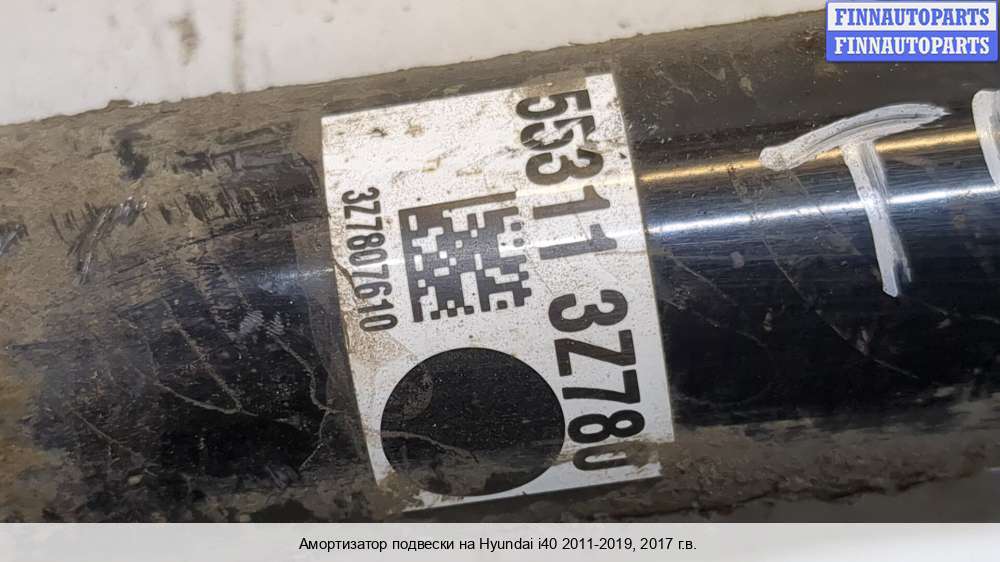 FINNAUTOPARTS
FINNAUTOPARTS
55311 3Z780
3Z7807610
Амортизатор подвески на Hyundai i40 2011-2019, 2017 г.в.